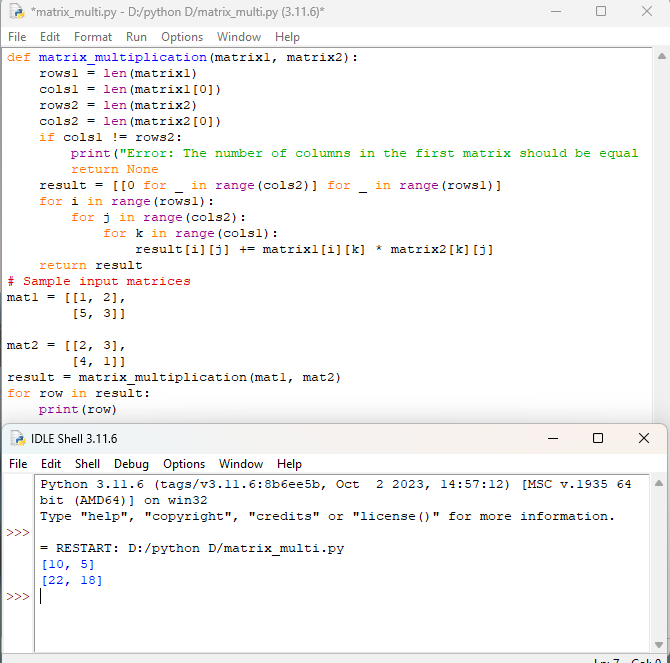 *matrix_multi.py - D:/python D/matrix_multi.py (3.11.6)*
File Edit Format Run Options Window Help
def matrix_multiplication(matrix1, matrix2):
    rows1 = len(matrix1)
    cols1 = len(matrix1[0])
    rows2 = len(matrix2)
    cols2 = len(matrix2[0])
    if cols1 != rows2:
        print("Error: The number of columns in the first matrix should be equal
        return None
    result = [[0 for _ in range(cols2)] for _ in range(rows1)]
    for i in range(rows1):
        for j in range(cols2):
            for k in range(cols1):
                result[i][j] += matrix1[i][k] * matrix2[k][j]
    return result
# Sample input matrices
mat1 = [[1, 2],
        [5, 3]]
mat2 = [[2, 3],
        [4, 1]]
result = matrix_multiplication(mat1, mat2)
for row in result:
    print(row)
IDLE Shell 3.11.6
File Edit Shell Debug Options Window Help
Python 3.11.6 (tags/v3.11.6:8b6ee5b, Oct  2 2023, 14:57:12) [MSC v.1935 64
bit (AMD64)] on win32
Type "help", "copyright", "credits" or "license()" for more information.
>>>
= RESTART: D:/python D/matrix_multi.py
[10, 5]
[22, 18]
>>>